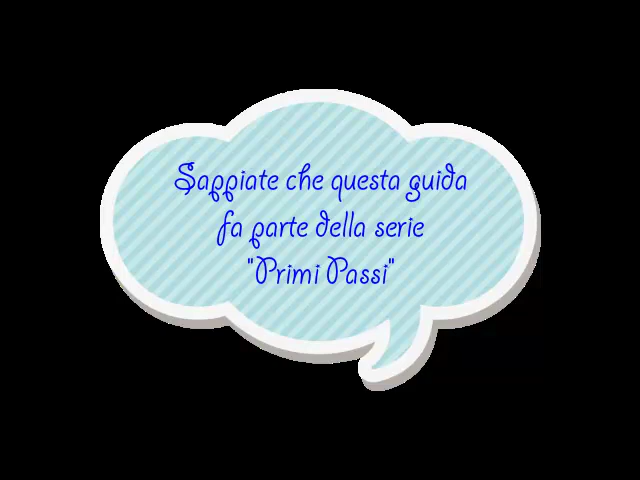 Sappiate che questa guida
fa parte della serie
"Primi Passi"